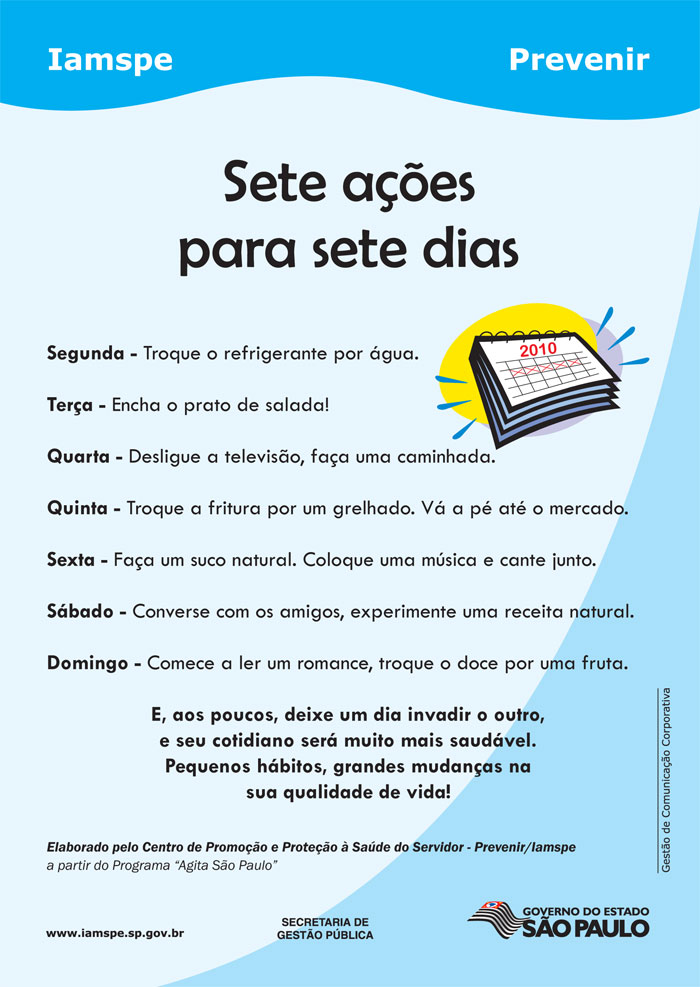 Iamspe
Prevenir
Sete ações
para sete dias
2010
Segunda - Troque o refrigerante por água.
Terça - Encha o prato de salada!
Quarta - Desligue a televisão, faça uma caminhada.
Quinta - Troque a fritura por um grelhado. Vá a pé até o mercado.
Sexta - Faça um suco natural. Coloque uma música e cante junto.
Sábado - Converse com os amigos, experimente uma receita natural.
Domingo - Comece a ler um romance, troque o doce por uma fruta.
E, aos poucos, deixe um dia invadir o outro,
e seu cotidiano será muito mais saudável.
Pequenos hábitos, grandes mudanças na
sua qualidade de vida!
Gestão de Comunicação Corporativa
Elaborado pelo Centro de Promoção e Proteção à Saúde do Servidor - Prevenir/Iamspe
a partir do Programa “Agita São Paulo”
www.iamspe.sp.gov.br
SECRETARIA DE
GESTÃO PÚBLICA
GOVERNO DO ESTADO
SÃO PAULO